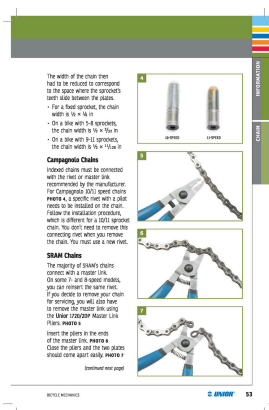 The width of the chain then
had to be reduced to correspond
to the space where the sprocket's
teeth slide between the plates.
• For a fixed sprocket, the chain
width is ½ × ⅛ in
• On a bike with 5-8 sprockets,
the chain width is ½ × ³⁄₃₂ in
• On a bike with 9-11 sprockets,
the chain width is ½ × ¹¹⁄₁₂₈ in
Campagnolo Chains
Indexed chains must be connected
with the rivet or master link
recommended by the manufacturer.
For Campagnolo 10/11 speed chains
PHOTO 4, a specific rivet with a pilot
needs to be installed on the chain.
Follow the installation procedure,
which is different for a 10/11 sprocket
chain. You don't need to remove this
connecting rivet when you remove
the chain. You must use a new rivet.
SRAM Chains
The majority of SRAM's chains
connect with a master link.
On some 7- and 8-speed models,
you can reinsert the same rivet.
If you decide to remove your chain
for servicing, you will also have
to remove the master link using
the Unior 1720/2DP Master Link
Pliers. PHOTO 5
Insert the pliers in the ends
of the master link. PHOTO 6
Close the pliers and the two plates
should come apart easily. PHOTO 7
(continued next page)
4
10-SPEED
11-SPEED
5
6
7
INFORMATION
CHAIN
BICYCLE MECHANICS
UNIOR
53